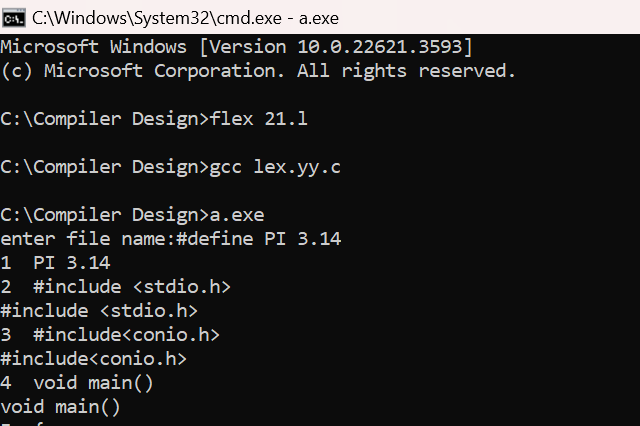 C:\Windows\System32\cmd.exe - a.exe
Microsoft Windows [Version 10.0.22621.3593]
(c) Microsoft Corporation. All rights reserved.
C:\Compiler Design>flex 21.l
C:\Compiler Design>gcc lex.yy.c
C:\Compiler Design>a.exe
enter file name:#define PI 3.14
1  PI 3.14
2  #include <stdio.h>
#include <stdio.h>
3  #include<conio.h>
#include<conio.h>
4  void main()
void main()